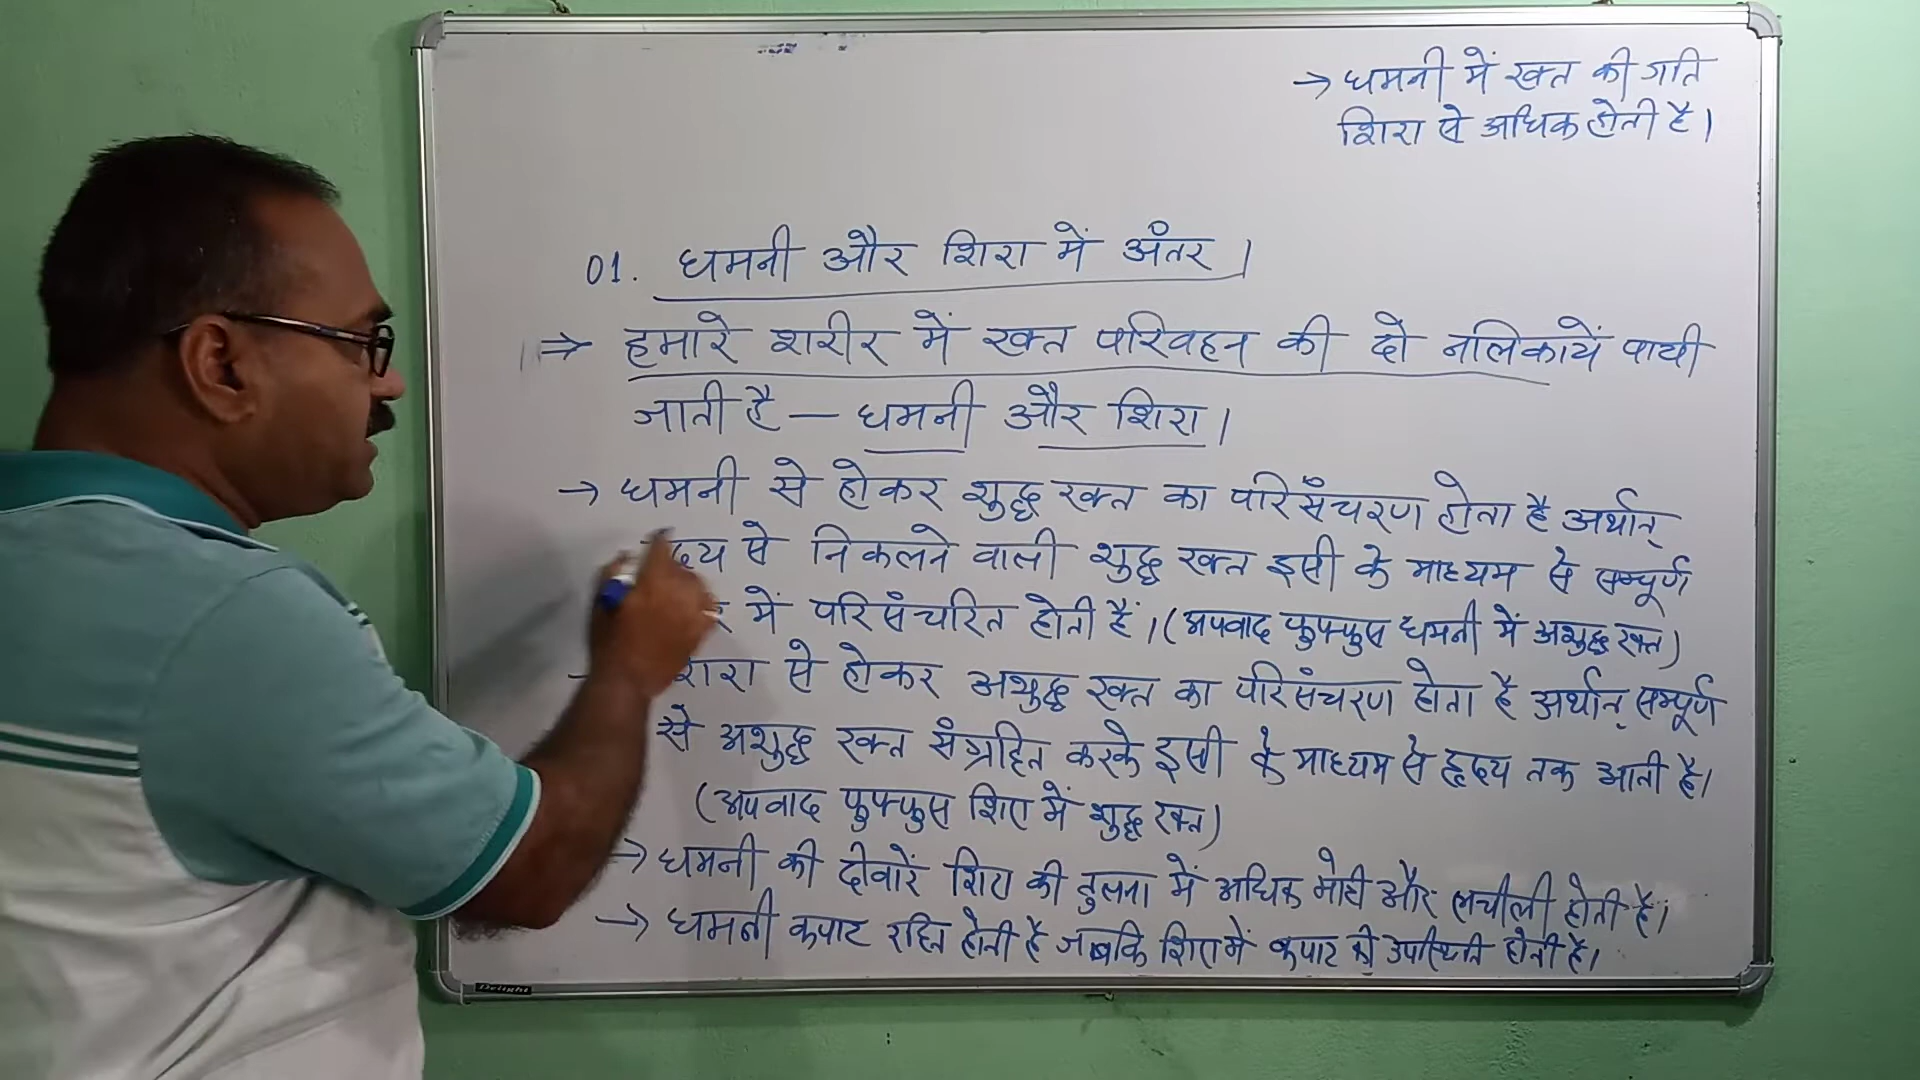 → धमनी में रक्त की गति
शिरा से अधिक होती है।
01. धमनी और शिरा में अंतर।
⇒ हमारे शरीर में रक्त परिवहन की दो नलिकायें पायी
जाती है — धमनी और शिरा।
→ धमनी से होकर शुद्ध रक्त का परिसंचरण होता है अर्थात्
दय से निकलने वाली शुद्ध रक्त इसी के माध्यम से सम्पूर्ण
र में परिसंचरित होती हैं। (अपवाद फुफ्फुस धमनी में अशुद्ध रक्त)
शिरा से होकर अशुद्ध रक्त का परिसंचरण होता है अर्थात् सम्पूर्ण
से अशुद्ध रक्त संग्रहित करके इसी के माध्यम से हृदय तक आती है।
(अपवाद फुफ्फुस शिरा में शुद्ध रक्त)
→ धमनी की दीवारें शिरा की तुलना में अधिक मोटी और लचीली होती है।
→ धमनी कपाट रहित होती है जबकि शिरा में कपाट की उपस्थिति होती है।
Delight